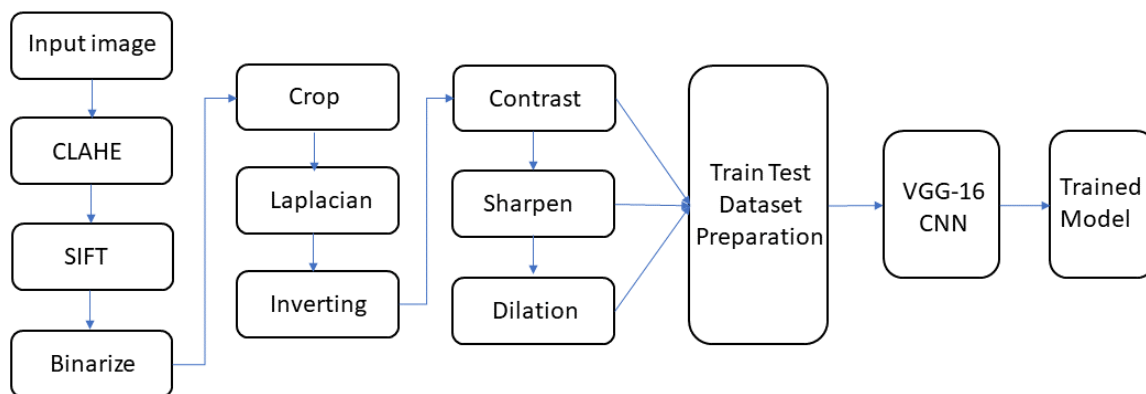 Input image
CLAHE
SIFT
Binarize
Crop
Laplacian
Inverting
Contrast
Sharpen
Dilation
Train Test
Dataset
Preparation
VGG-16
CNN
Trained
Model